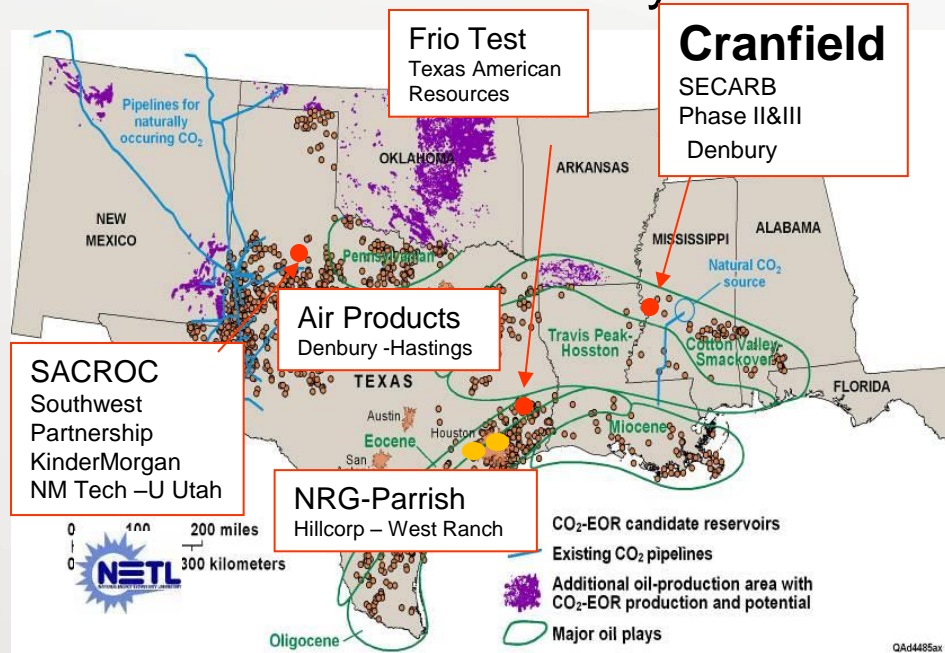 Frio Test
Texas American
Resources
Cranfield
SECARB
Phase II&III
Denbury
Pipelines for
naturally
occuring CO₂
OKLAHOMA
ARKANSAS
NEW
MEXICO
MISSISSIPPI
ALABAMA
Natural CO₂
source
Pennsylvanian
Air Products
Denbury -Hastings
Travis Peak-
Hosston
Cotton Valley-
Smackover
SACROC
Southwest
Partnership
KinderMorgan
NM Tech –U Utah
TEXAS
FLORIDA
Austin
Houston
Eocene
Miocene
San
NRG-Parrish
Hillcorp – West Ranch
0 100 200 miles
0 300 kilometers
NETL
CO₂-EOR candidate reservoirs
Existing CO₂ pipelines
Additional oil-production area with
CO₂-EOR production and potential
Major oil plays
Oligocene
QAd4485ax